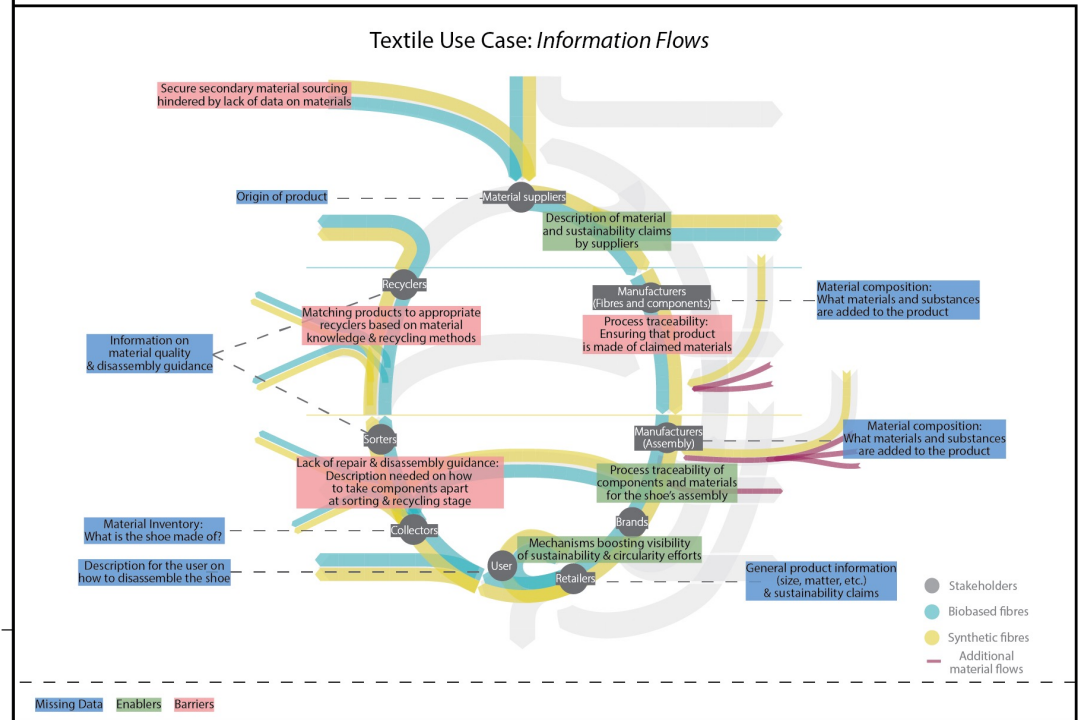 Textile Use Case: Information Flows
Secure secondary material sourcing
hindered by lack of data on materials
Origin of product
Material suppliers
Description of material
and sustainability claims
by suppliers
Recyclers
Manufacturers
(Fibres and components)
Material composition:
What materials and substances
are added to the product
Matching products to appropriate
recyclers based on material
knowledge & recycling methods
Process traceability:
Ensuring that product
is made of claimed materials
Information on
material quality
& disassembly guidance
Sorters
Manufacturers
(Assembly)
Material composition:
What materials and substances
are added to the product
Lack of repair & disassembly guidance:
Description needed on how
to take components apart
at sorting & recycling stage
Process traceability of
components and materials
for the shoe's assembly
Material Inventory:
What is the shoe made of?
Collectors
Brands
Mechanisms boosting visibility
of sustainability & circularity efforts
Description for the user on
how to disassemble the shoe
User
Retailers
General product information
(size, matter, etc.)
& sustainability claims
Stakeholders
Biobased fibres
Synthetic fibres
Additional
material flows
Missing Data Enablers Barriers